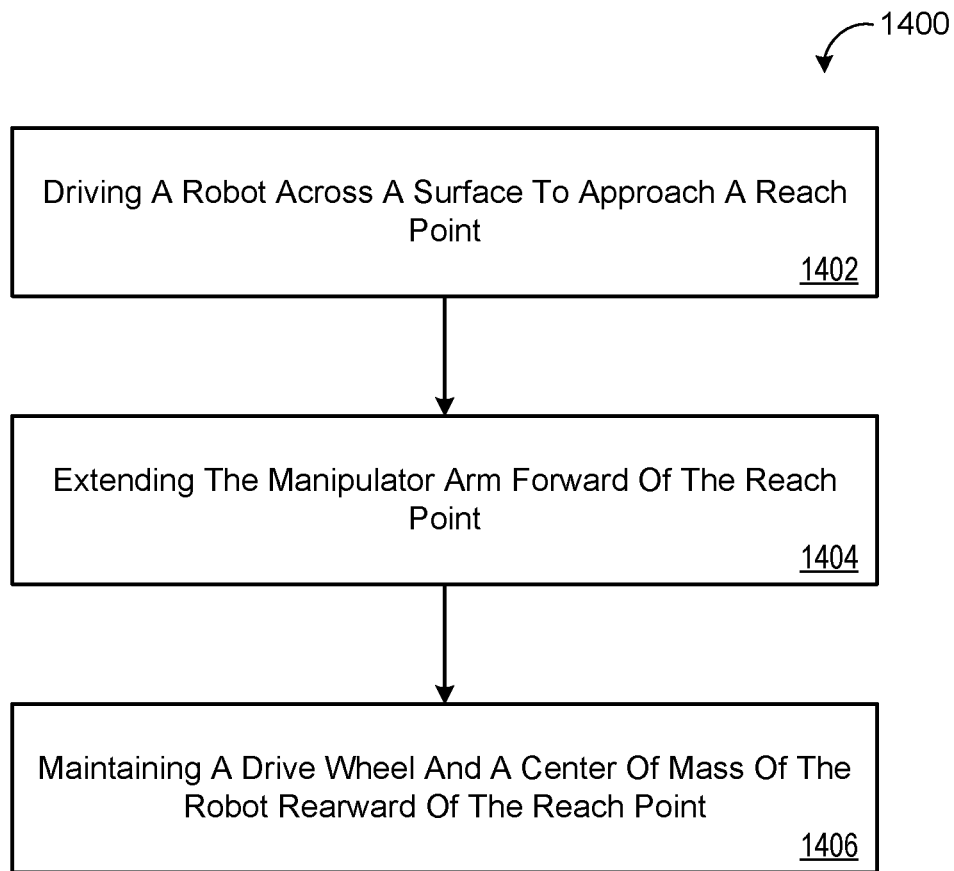 1400
Driving A Robot Across A Surface To Approach A Reach
Point
1402
Extending The Manipulator Arm Forward Of The Reach
Point
1404
Maintaining A Drive Wheel And A Center Of Mass Of The
Robot Rearward Of The Reach Point
1406